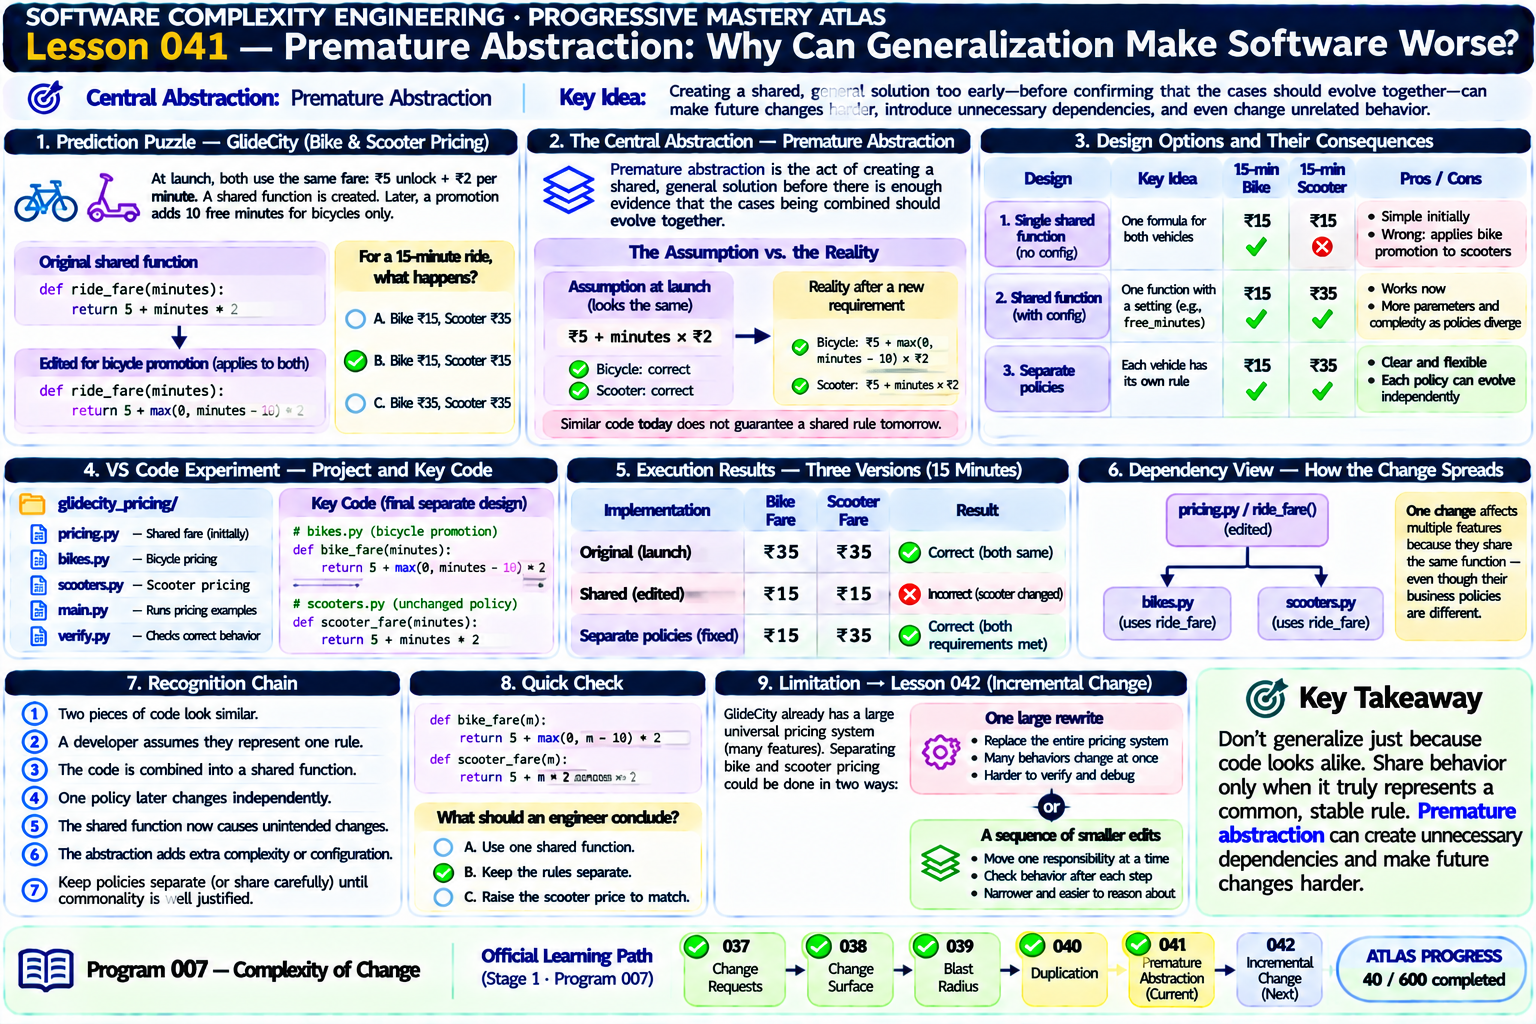 SOFTWARE COMPLEXITY ENGINEERING · PROGRESSIVE MASTERY ATLAS
Lesson 041 — Premature Abstraction: Why Can Generalization Make Software Worse?
Central Abstraction: Premature Abstraction
Key Idea:
Creating a shared, general solution too early—before confirming that the cases should evolve together—can
make future changes harder, introduce unnecessary dependencies, and even change unrelated behavior.
1. Prediction Puzzle — GlideCity (Bike & Scooter Pricing)
At launch, both use the same fare: ₹5 unlock + ₹2 per
minute. A shared function is created. Later, a promotion
adds 10 free minutes for bicycles only.
Original shared function
def ride_fare(minutes):
return 5 + minutes * 2
Edited for bicycle promotion (applies to both)
def ride_fare(minutes):
return 5 + max(0, minutes - 10) * 2
For a 15-minute ride,
what happens?
A. Bike ₹15, Scooter ₹35
B. Bike ₹15, Scooter ₹15
C. Bike ₹35, Scooter ₹35
2. The Central Abstraction — Premature Abstraction
Premature abstraction is the act of creating a
shared, general solution before there is enough
evidence that the cases being combined should
evolve together.
The Assumption vs. the Reality
Assumption at launch
(looks the same)
₹5 + minutes × ₹2
Bicycle: correct
Scooter: correct
Reality after a new
requirement
Bicycle: ₹5 + max(0,
minutes – 10) × ₹2
Scooter: ₹5 + minutes × ₹2
Similar code today does not guarantee a shared rule tomorrow.
3. Design Options and Their Consequences
Design
Key Idea
15-min
Bike
15-min
Scooter
Pros / Cons
1. Single shared
function
(no config)
One formula for
both vehicles
₹15
₹15
• Simple initially
• Wrong: applies bike
promotion to scooters
2. Shared function
(with config)
One function with
a setting (e.g.,
free_minutes)
₹15
₹35
• Works now
• More paremeters and
complexity as policies diverge
3. Separate
policies
Each vehicle has
its own rule
₹15
₹35
• Clear and flexible
• Each policy can evolve
independently
4. VS Code Experiment — Project and Key Code
glidecity_pricing/
pricing.py — Shared fare (initially)
bikes.py — Bicycle pricing
scooters.py — Scooter pricing
main.py — Runs pricing examples
verify.py — Checks correct behavior
Key Code (final separate design)
# bikes.py (bicycle promotion)
def bike_fare(minutes):
return 5 + max(0, minutes - 10) * 2
# scooters.py (unchanged policy)
def scooter_fare(minutes):
return 5 + minutes * 2
5. Execution Results — Three Versions (15 Minutes)
Implementation
Bike
Fare
Scooter
Fare
Result
Original (launch) ₹35 ₹35 Correct (both same)
Shared (edited) ₹15 ₹15 Incorrect (scooter changed)
Separate policies (fixed) ₹15 ₹35 Correct (both
requirements met)
6. Dependency View — How the Change Spreads
pricing.py / ride_fare()
(edited)
bikes.py
(uses ride_fare)
scooters.py
(uses ride_fare)
One change affects
multiple features
because they share
the same function —
even though their
business policies
are different.
7. Recognition Chain
1 Two pieces of code look similar.
2 A developer assumes they represent one rule.
3 The code is combined into a shared function.
4 One policy later changes independently.
5 The shared function now causes unintended changes.
6 The abstraction adds extra complexity or configuration.
7 Keep policies separate (or share carefully) until
commonality is well justified.
8. Quick Check
def bike_fare(m):
return 5 + max(0, m - 10) * 2
def scooter_fare(m):
return 5 + m * 2
What should an engineer conclude?
A. Use one shared function.
B. Keep the rules separate.
C. Raise the scooter price to match.
9. Limitation → Lesson 042 (Incremental Change)
GlideCity already has a large
universal pricing system
(many features). Separating
bike and scooter pricing
could be done in two ways:
One large rewrite
• Replace the entire pricing system
• Many behaviors change at once
• Harder to verify and debug
or
A sequence of smaller edits
• Move one responsibility at a time
• Check behavior after each step
• Narrower and easier to reason about
Key Takeaway
Don't generalize just because
code looks alike. Share behavior
only when it truly represents a
common, stable rule. Premature
abstraction can create unnecessary
dependencies and make future
changes harder.
Program 007 — Complexity of Change
Official Learning Path
(Stage 1 · Program 007)
037
Change
Requests
038
Change
Surface
039
Blast
Radius
040
Duplication
041
Premature
Abstraction
(Current)
042
Incremental
Change
(Next)
ATLAS PROGRESS
40 / 600 completed